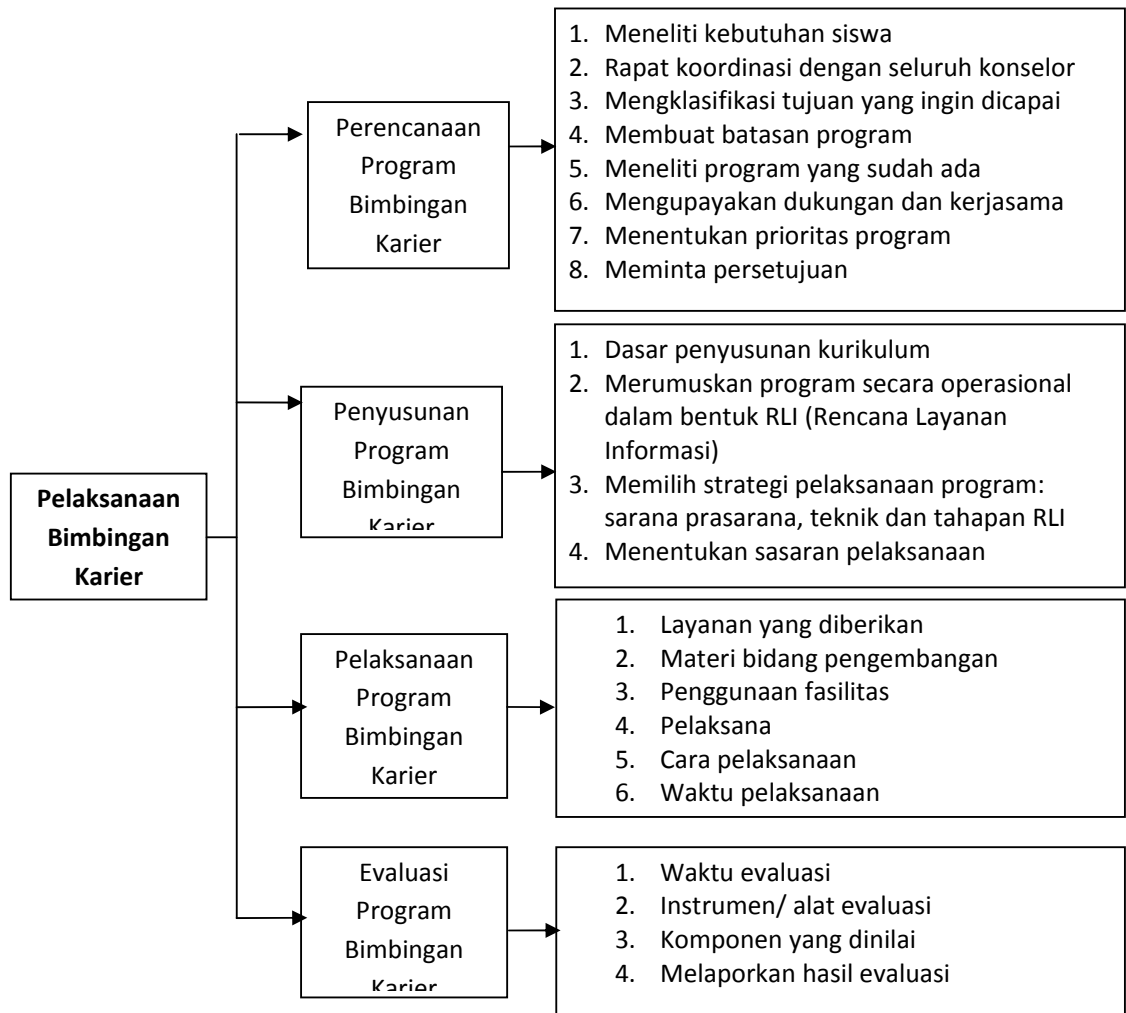 Pelaksanaan
Bimbingan
Karier
Perencanaan
Program
Bimbingan
Karier
1. Meneliti kebutuhan siswa
2. Rapat koordinasi dengan seluruh konselor
3. Mengklasifikasi tujuan yang ingin dicapai
4. Membuat batasan program
5. Meneliti program yang sudah ada
6. Mengupayakan dukungan dan kerjasama
7. Menentukan prioritas program
8. Meminta persetujuan
Penyusunan
Program
Bimbingan
Karier
1. Dasar penyusunan kurikulum
2. Merumuskan program secara operasional
dalam bentuk RLI (Rencana Layanan
Informasi)
3. Memilih strategi pelaksanaan program:
sarana prasarana, teknik dan tahapan RLI
4. Menentukan sasaran pelaksanaan
Pelaksanaan
Program
Bimbingan
Karier
1. Layanan yang diberikan
2. Materi bidang pengembangan
3. Penggunaan fasilitas
4. Pelaksana
5. Cara pelaksanaan
6. Waktu pelaksanaan
Evaluasi
Program
Bimbingan
Karier
1. Waktu evaluasi
2. Instrumen/ alat evaluasi
3. Komponen yang dinilai
4. Melaporkan hasil evaluasi